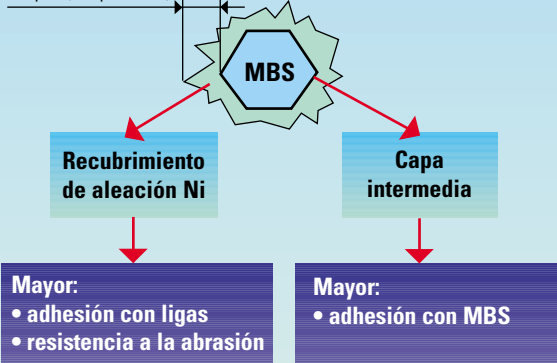 MBS
Recubrimiento
de aleación Ni
Capa
intermedia
Mayor:
• adhesión con ligas
• resistencia a la abrasión
Mayor:
• adhesión con MBS